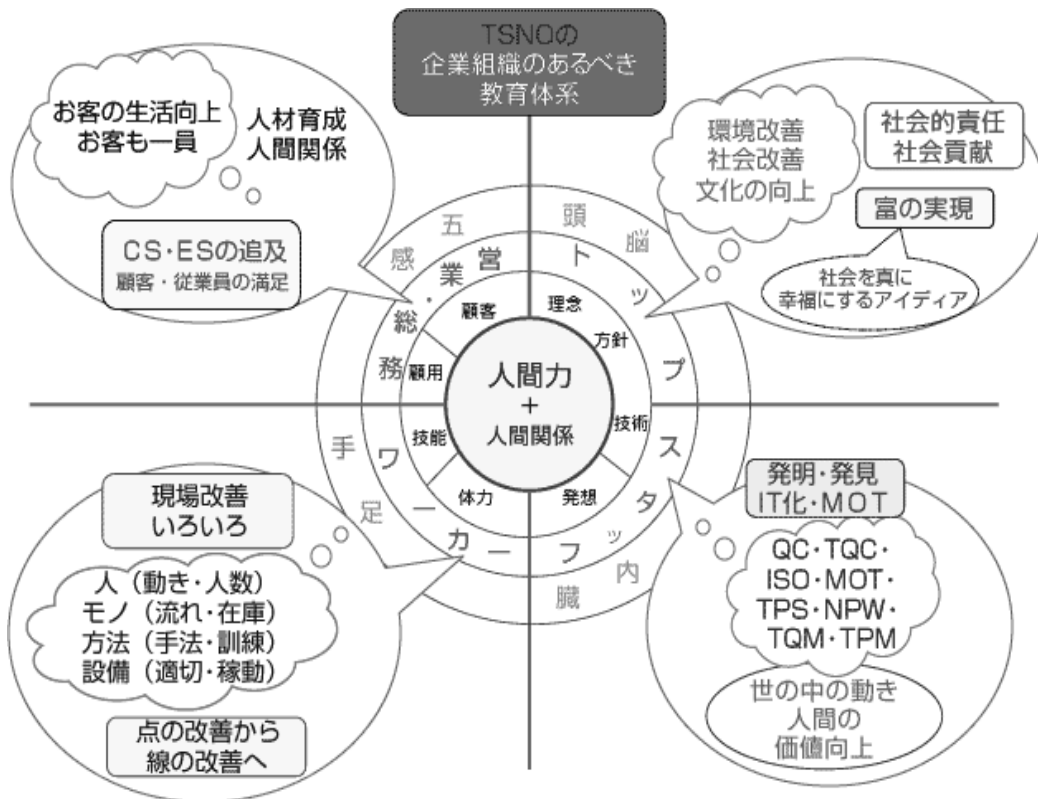 TSNOの
企業組織のあるべき
教育体系
お客の生活向上
お客も一員
人材育成
人間関係
CS・ESの追及
顧客・従業員の満足
環境改善
社会改善
文化の向上
社会的責任
社会貢献
富の実現
社会を真に
幸福にするアイディア
五感
頭脳
営業・総務
トップ
顧客
理念
方針
顧用
技術
人間力
+
人間関係
技能
体力
発想
手足
ワーカー
スタッフ
内臓
現場改善
いろいろ
人（動き・人数）
モノ（流れ・在庫）
方法（手法・訓練）
設備（適切・稼動）
点の改善から
線の改善へ
発明・発見
IT化・MOT
QC・TQC・
ISO・MOT・
TPS・NPW・
TQM・TPM
世の中の動き
人間の
価値向上